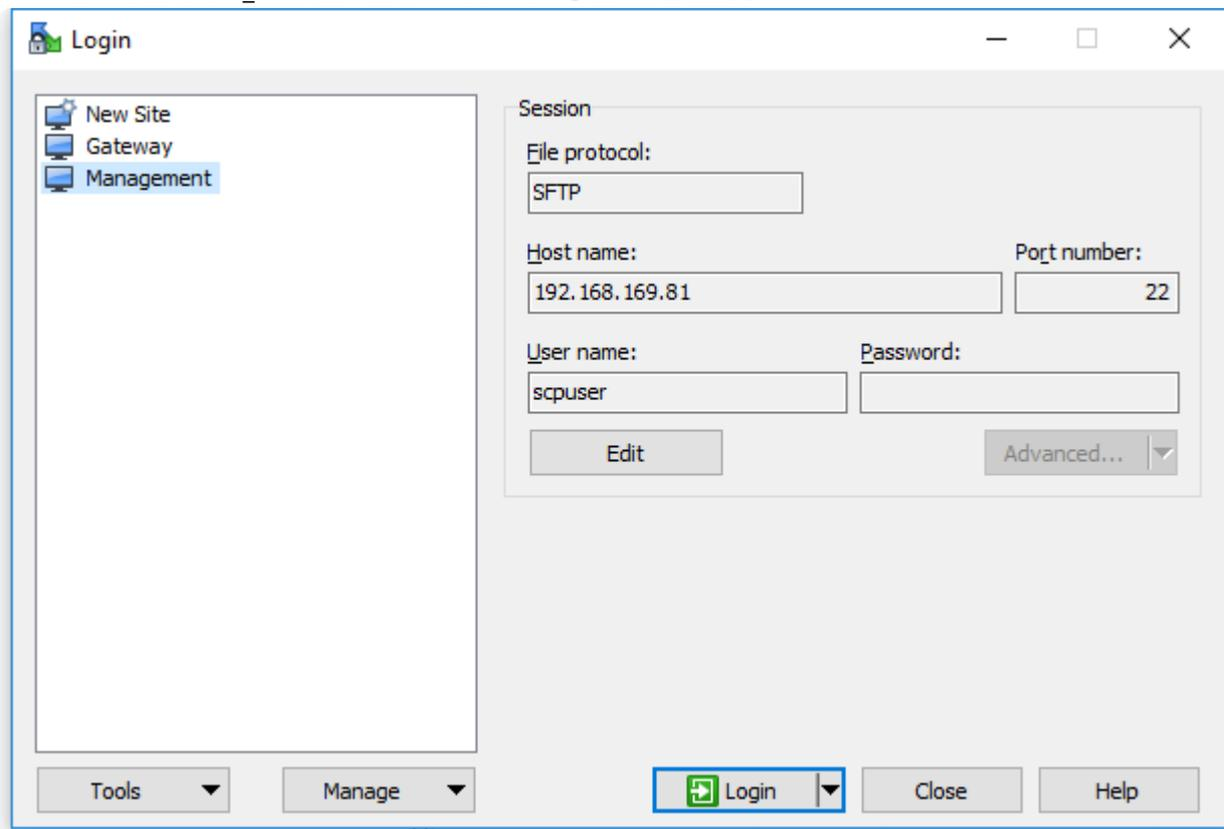 Login
New Site
Gateway
Management
Session
File protocol:
SFTP
Host name: Port number:
192.168.169.81 22
User name: Password:
scpuser
Edit Advanced...
Tools Manage Login Close Help